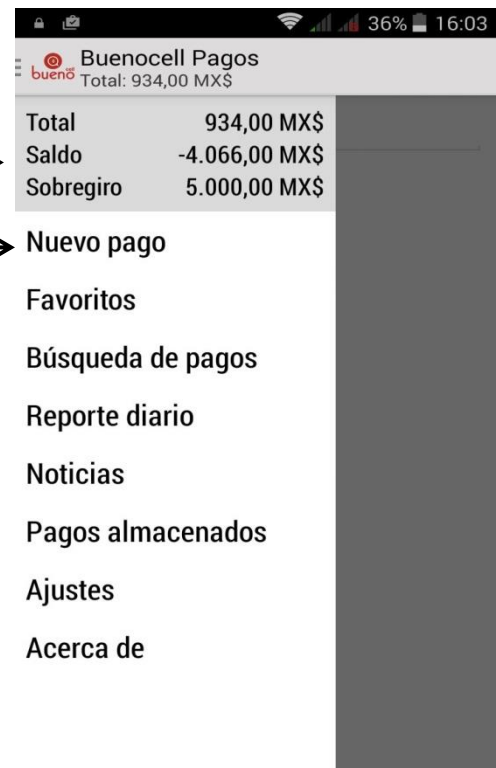 36% 16:03
bueno cell
Buenocell Pagos
Total: 934,00 MX$
Total 934,00 MX$
Saldo -4.066,00 MX$
Sobregiro 5.000,00 MX$
Nuevo pago
Favoritos
Búsqueda de pagos
Reporte diario
Noticias
Pagos almacenados
Ajustes
Acerca de